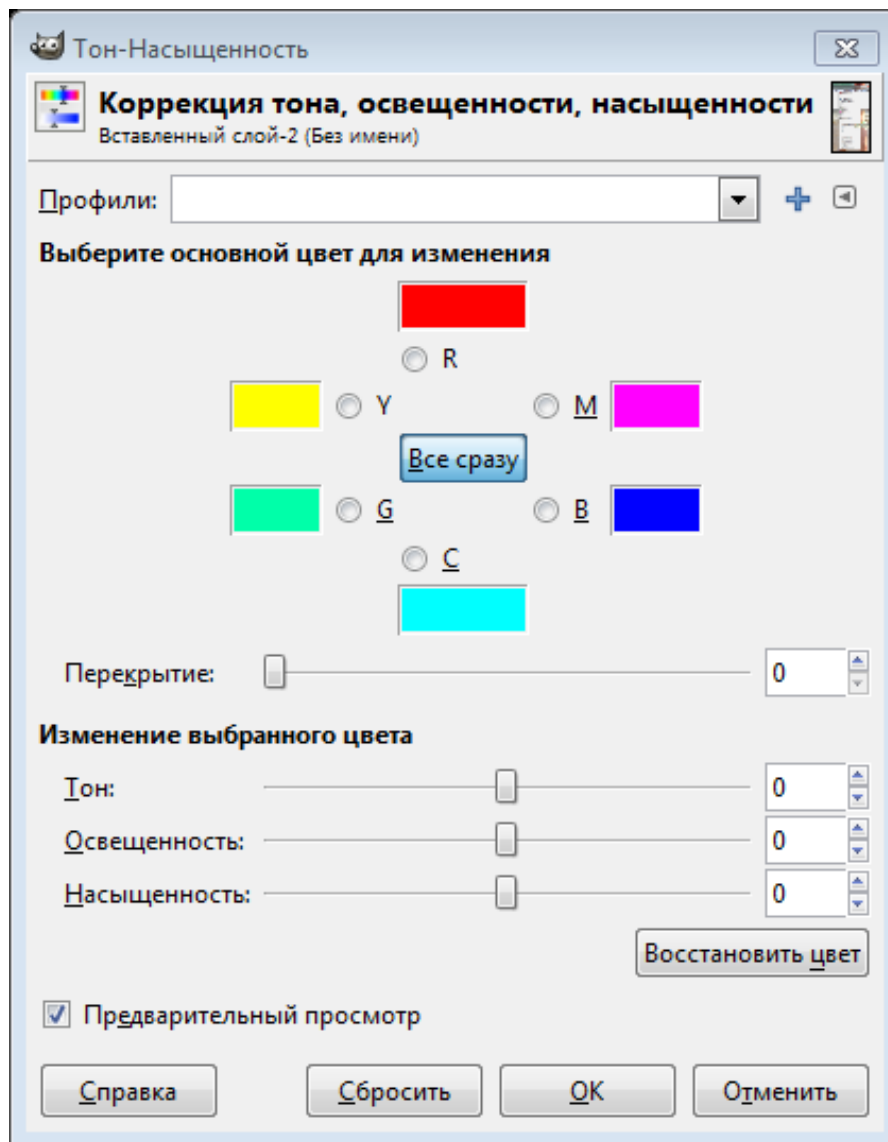 Тон-Насыщенность
Коррекция тона, освещенности, насыщенности
Вставленный слой-2 (Без имени)
Профили:
Выберите основной цвет для изменения
R
Y M
Все сразу
G B
C
Перекрытие: 0
Изменение выбранного цвета
Тон: 0
Освещенность: 0
Насыщенность: 0
Восстановить цвет
Предварительный просмотр
Справка Сбросить OK Отменить